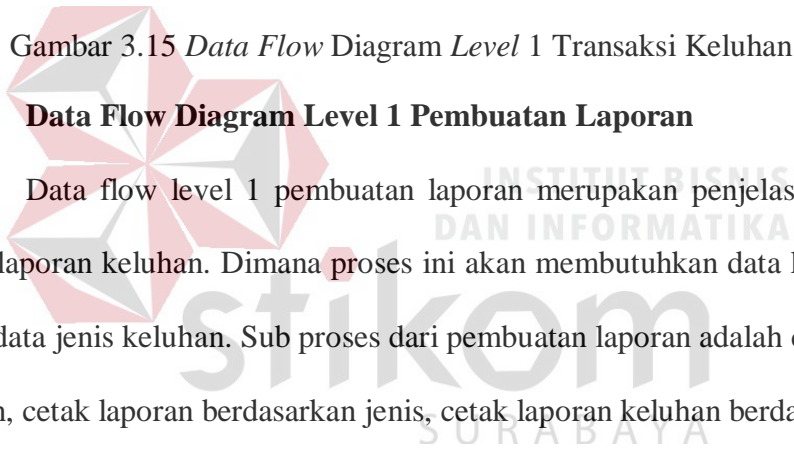 Gambar 3.15 Data Flow Diagram Level 1 Transaksi Keluhan
Data Flow Diagram Level 1 Pembuatan Laporan
INSTITUT BISNIS
Data flow level 1 pembuatan laporan merupakan penjelas
DAN INFORMATIKA
laporan keluhan. Dimana proses ini akan membutuhkan data
stikom
data jenis keluhan. Sub proses dari pembuatan laporan adalah
cetak laporan berdasarkan jenis, cetak laporan keluhan berda
SURABAYA